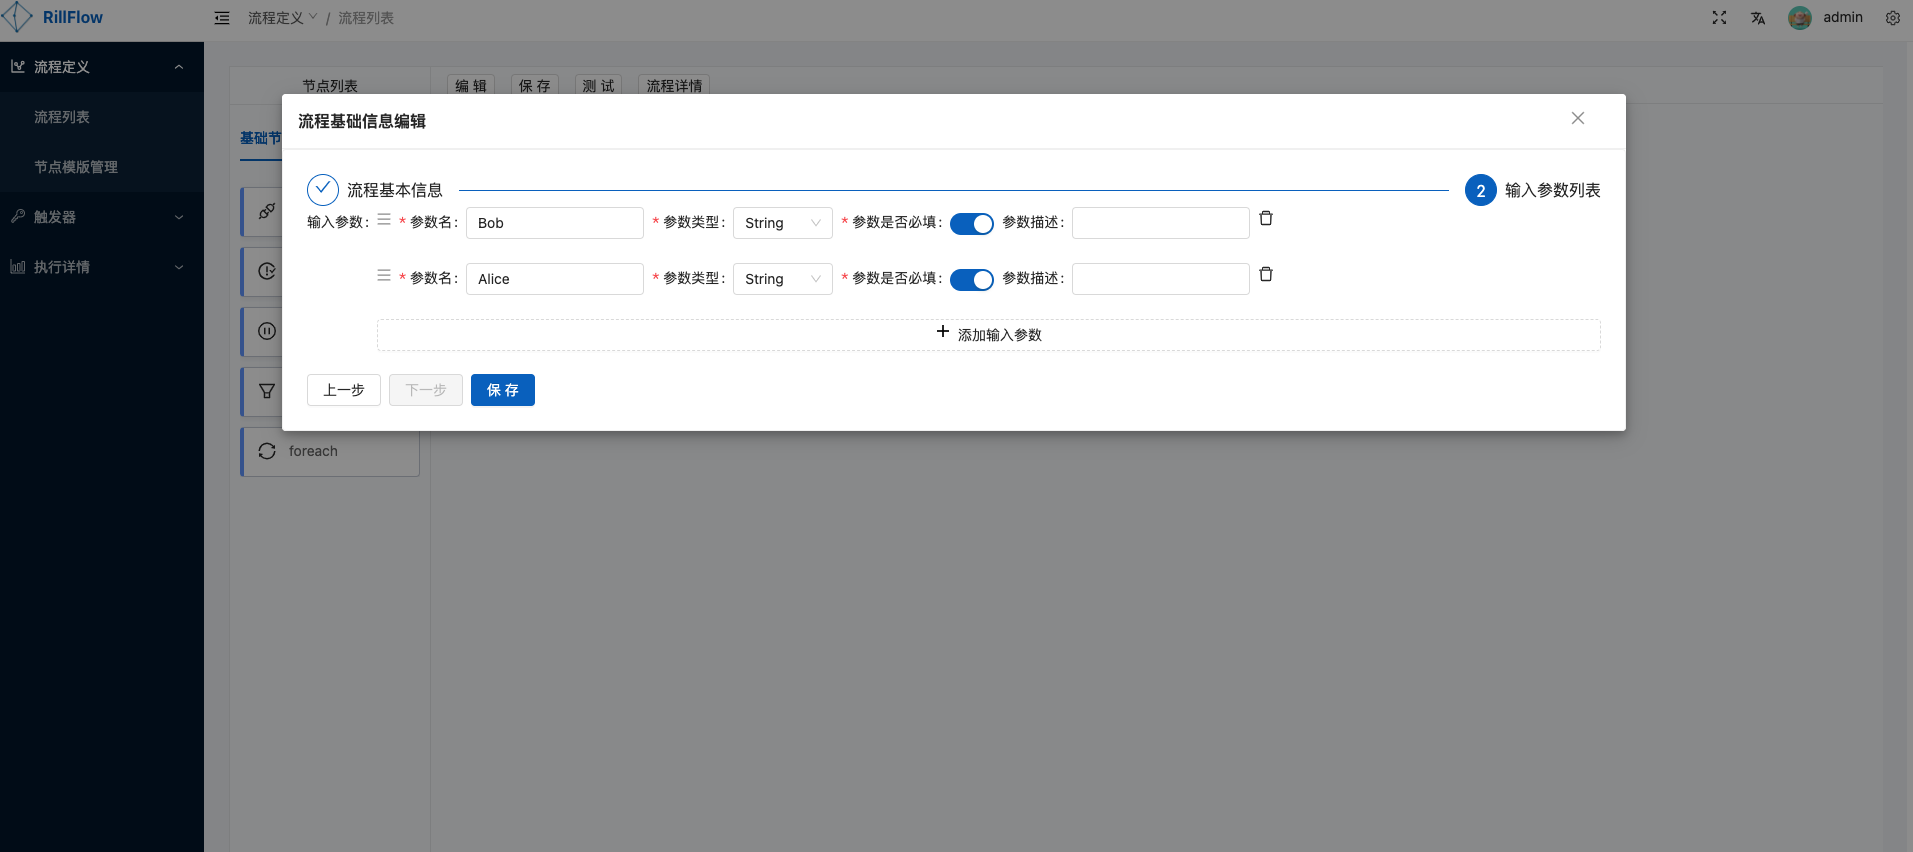 RillFlow
流程定义 / 流程列表
admin
流程定义
流程列表
节点模版管理
触发器
执行详情
节点列表
编 辑 保 存 测 试 流程详情
基础节
foreach
流程基础信息编辑
流程基本信息
2 输入参数列表
输入参数: * 参数名: Bob * 参数类型: String * 参数是否必填: 参数描述:
* 参数名: Alice * 参数类型: String * 参数是否必填: 参数描述:
添加输入参数
上一步 下一步 保 存